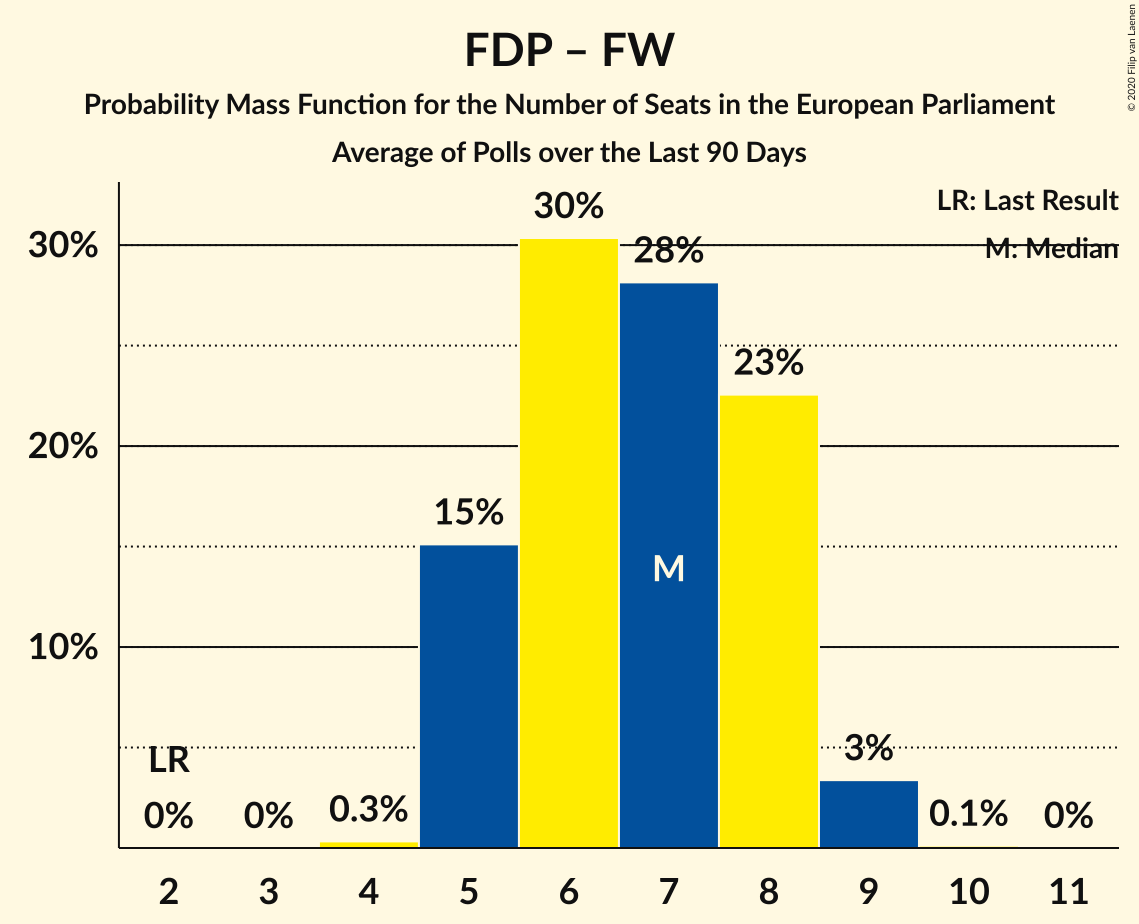 FDP – FW
Probability Mass Function for the Number of Seats in the European Parliament
Average of Polls over the Last 90 Days
© 2020 Filip van Laenen
LR: Last Result
M: Median
30%
20%
10%
LR
0%
0%
0.3%
15%
30%
28%
M
23%
3%
0.1%
0%
2 3 4 5 6 7 8 9 10 11